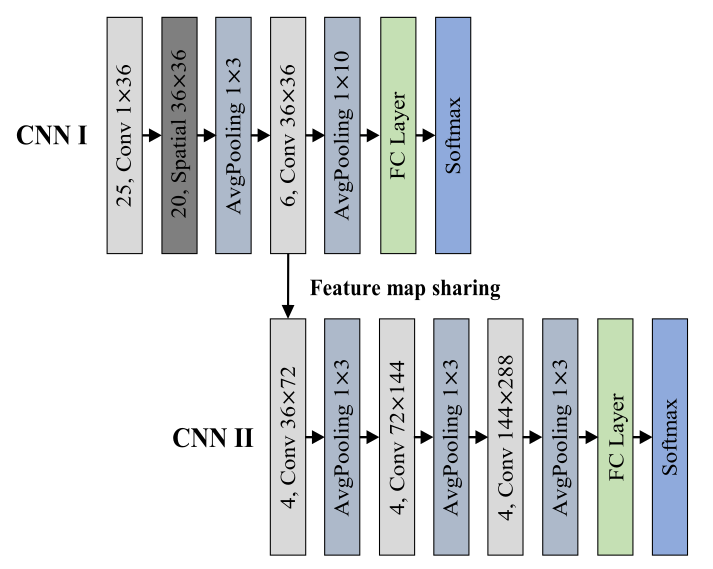 CNN I
25, Conv 1×36
20, Spatial 36×36
AvgPooling 1×3
6, Conv 36×36
AvgPooling 1×10
FC Layer
Softmax
Feature map sharing
CNN II
4, Conv 36×72
AvgPooling 1×3
4, Conv 72×144
AvgPooling 1×3
4, Conv 144×288
AvgPooling 1×3
FC Layer
Softmax